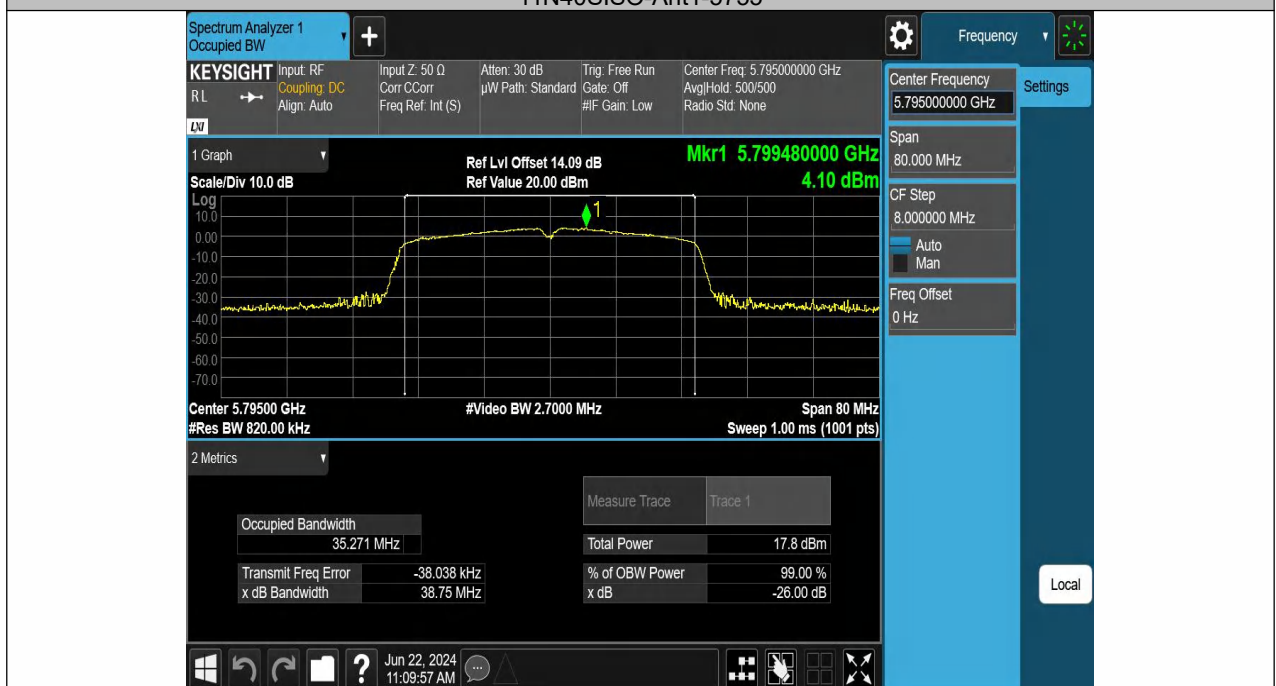 Spectrum Analyzer 1
Occupied BW
Frequency
KEYSIGHT
RL
LXI
Input: RF
Coupling: DC
Align: Auto
Input Z: 50 Ω
Corr CCorr
Freq Ref: Int (S)
Atten: 30 dB
µW Path: Standard
Trig: Free Run
Gate: Off
#IF Gain: Low
Center Freq: 5.795000000 GHz
Avg|Hold: 500/500
Radio Std: None
Center Frequency
5.795000000 GHz
Settings
Span
80.000 MHz
CF Step
8.000000 MHz
Auto
Man
Freq Offset
0 Hz
1 Graph
Scale/Div 10.0 dB
Ref Lvl Offset 14.09 dB
Ref Value 20.00 dBm
Mkr1 5.799480000 GHz
4.10 dBm
Log
10.0
0.00
-10.0
-20.0
-30.0
-40.0
-50.0
-60.0
-70.0
1
Center 5.79500 GHz
#Res BW 820.00 kHz
#Video BW 2.7000 MHz
Span 80 MHz
Sweep 1.00 ms (1001 pts)
2 Metrics
Measure Trace
Trace 1
Occupied Bandwidth
35.271 MHz
Total Power
17.8 dBm
Transmit Freq Error
-38.038 kHz
% of OBW Power
99.00 %
x dB Bandwidth
38.75 MHz
x dB
-26.00 dB
Local
Jun 22, 2024
11:09:57 AM